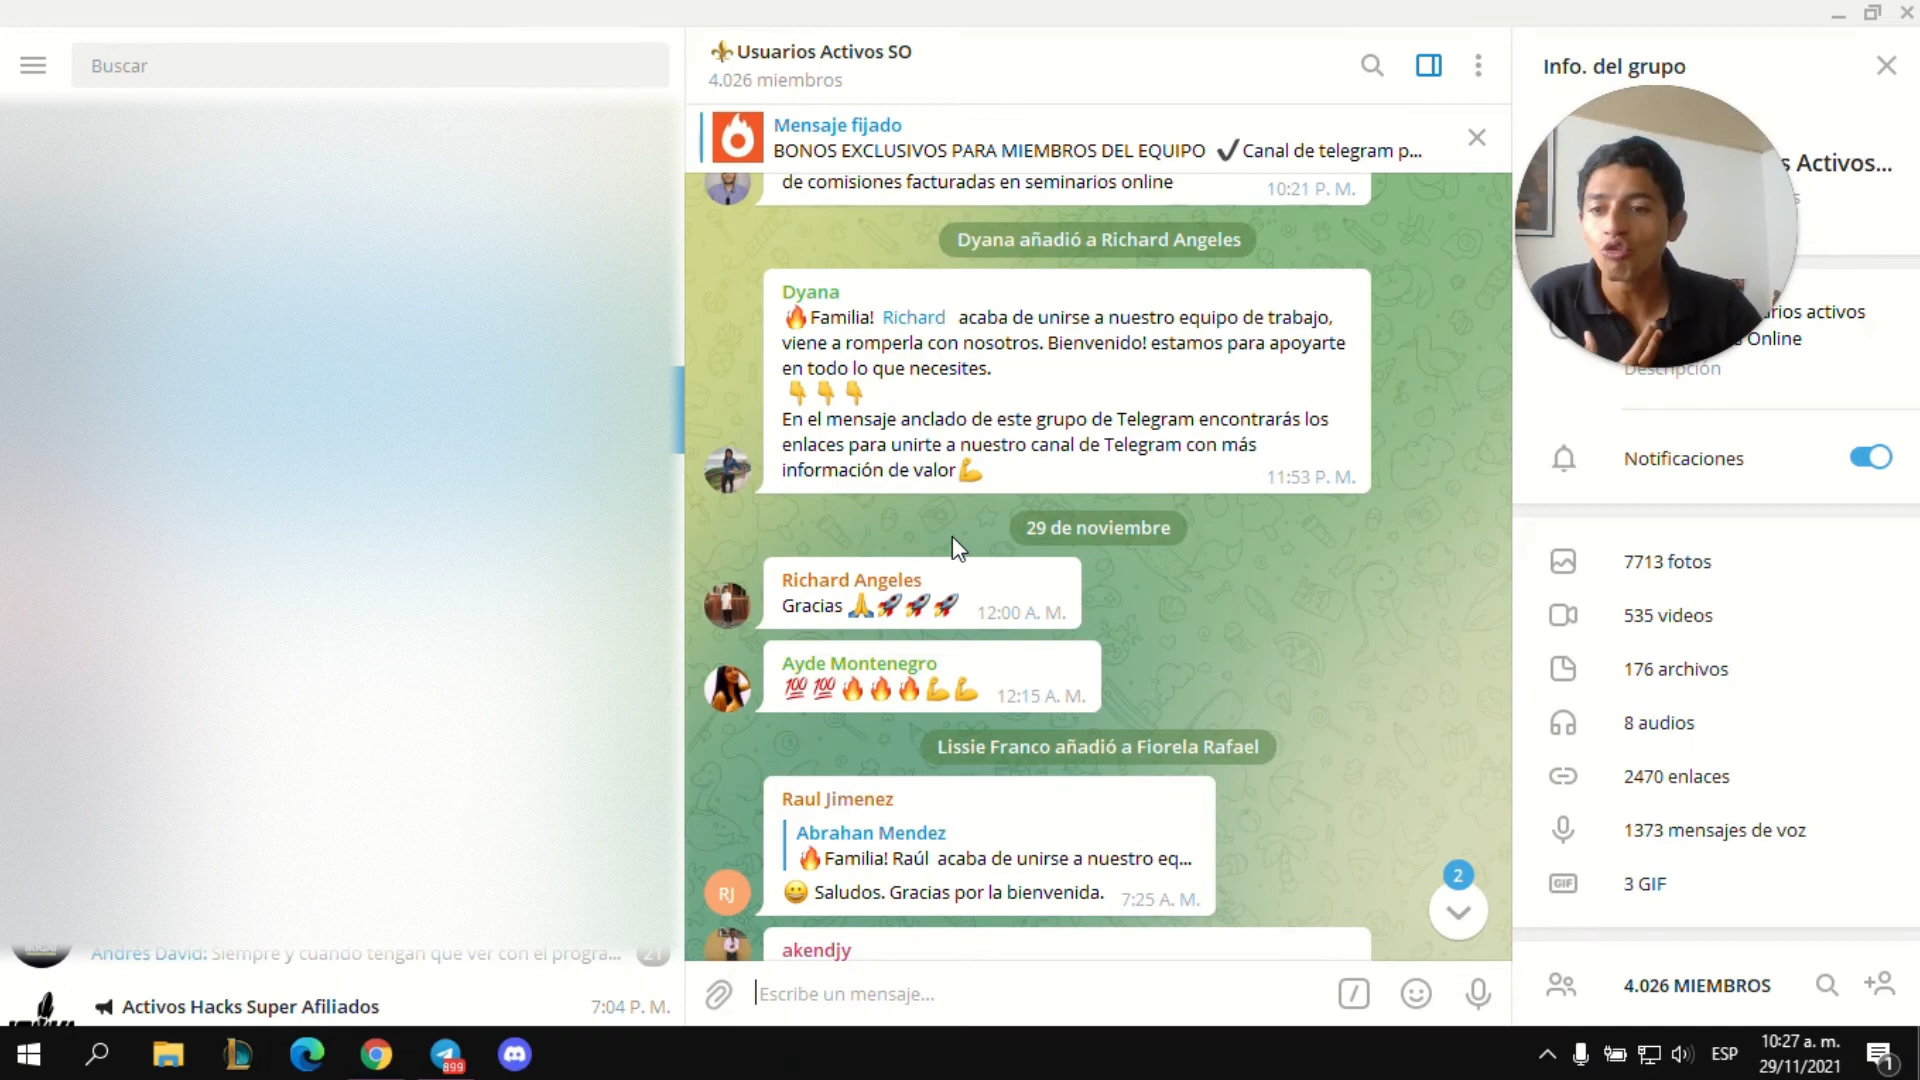 Buscar
Andrés David: Siempre y cuando tengan que ver con el progra...
21
Activos Hacks Super Afiliados
7:04 P. M.
Usuarios Activos SO
4.026 miembros
Mensaje fijado
BONOS EXCLUSIVOS PARA MIEMBROS DEL EQUIPO ✔Canal de telegram p...
de comisiones facturadas en seminarios online
10:21 P. M.
Dyana añadió a Richard Angeles
Dyana
🔥Familia! Richard acaba de unirse a nuestro equipo de trabajo,
viene a romperla con nosotros. Bienvenido! estamos para apoyarte
en todo lo que necesites.
👇👇👇
En el mensaje anclado de este grupo de Telegram encontrarás los
enlaces para unirte a nuestro canal de Telegram con más
información de valor💪
11:53 P. M.
29 de noviembre
Richard Angeles
Gracias 🙏🚀🚀🚀
12:00 A. M.
Ayde Montenegro
💯💯🔥🔥🔥💪💪
12:15 A. M.
Lissie Franco añadió a Fiorela Rafael
Raul Jimenez
Abrahan Mendez
🔥Familia! Raúl acaba de unirse a nuestro eq...
😀 Saludos. Gracias por la bienvenida.
7:25 A. M.
RJ
2
akendjy
Escribe un mensaje...
Info. del grupo
s Activos...
rios activos
Online
Descripción
Notificaciones
7713 fotos
535 videos
176 archivos
8 audios
2470 enlaces
1373 mensajes de voz
GIF
3 GIF
4.026 MIEMBROS
899
ESP
10:27 a. m.
29/11/2021
1